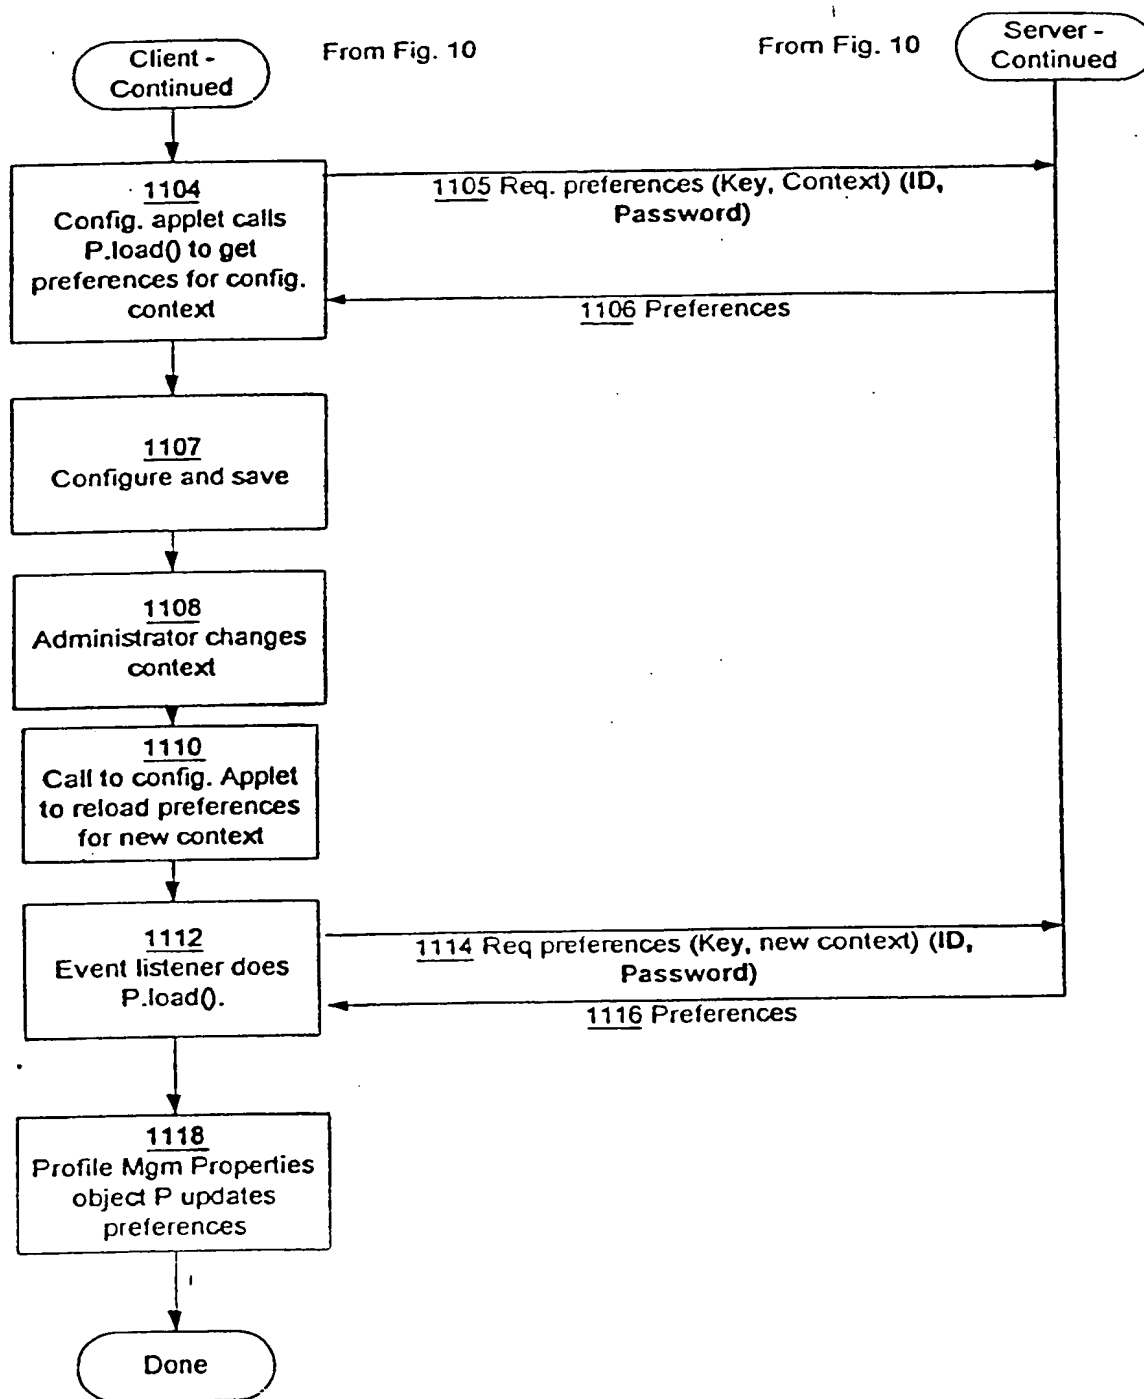 Client -
Continued
From Fig. 10
From Fig. 10
Server -
Continued
1104
Config. applet calls
P.load() to get
preferences for config.
context
1105 Req. preferences (Key, Context) (ID,
Password)
1106 Preferences
1107
Configure and save
1108
Administrator changes
context
1110
Call to config. Applet
to reload preferences
for new context
1112
Event listener does
P.load().
1114 Req preferences (Key, new context) (ID,
Password)
1116 Preferences
1118
Profile Mgm Properties
object P updates
preferences
Done